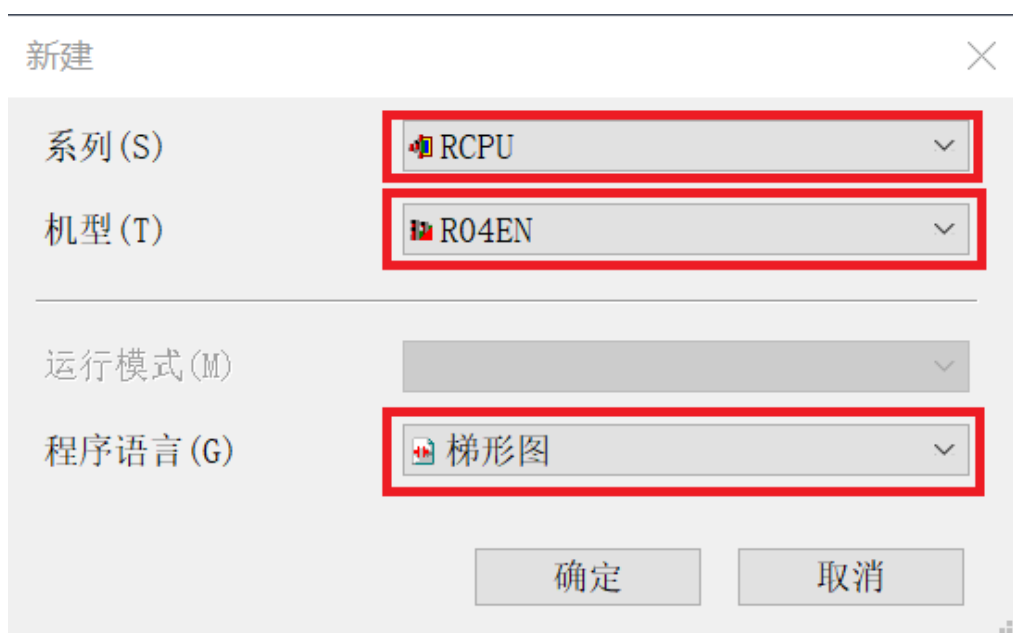 新建
系列(S) RCPU
机型(T) R04EN
运行模式(M)
程序语言(G) 梯形图
确定 取消